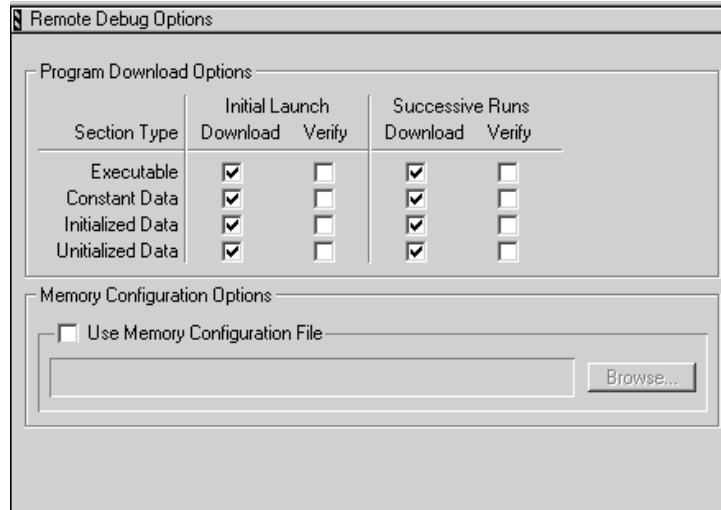 Remote Debug Options
Program Download Options
Initial Launch Successive Runs
Section Type Download Verify Download Verify
Executable
Constant Data
Initialized Data
Unitialized Data
Memory Configuration Options
Use Memory Configuration File
Browse...